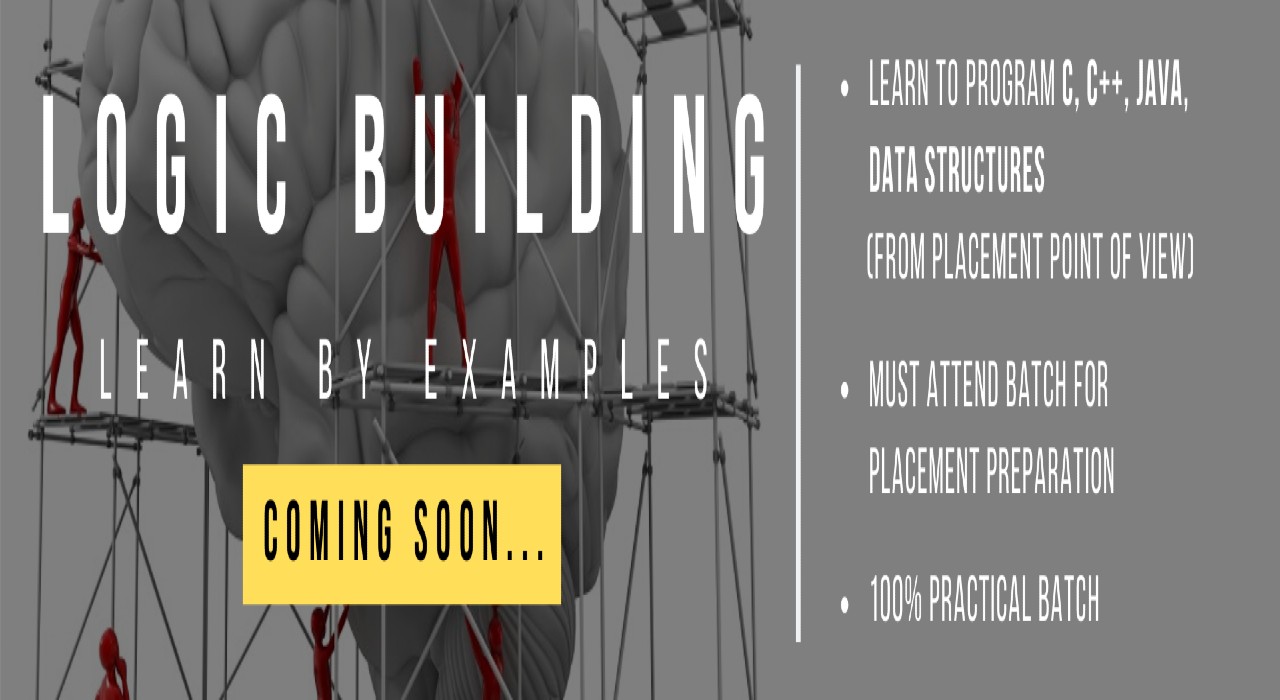 LOGIC BUILDING
LEARN BY EXAMPLES
COMING SOON...
• LEARN TO PROGRAM C, C++, JAVA,
DATA STRUCTURES
(FROM PLACEMENT POINT OF VIEW)
• MUST ATTEND BATCH FOR
PLACEMENT PREPARATION
• 100% PRACTICAL BATCH